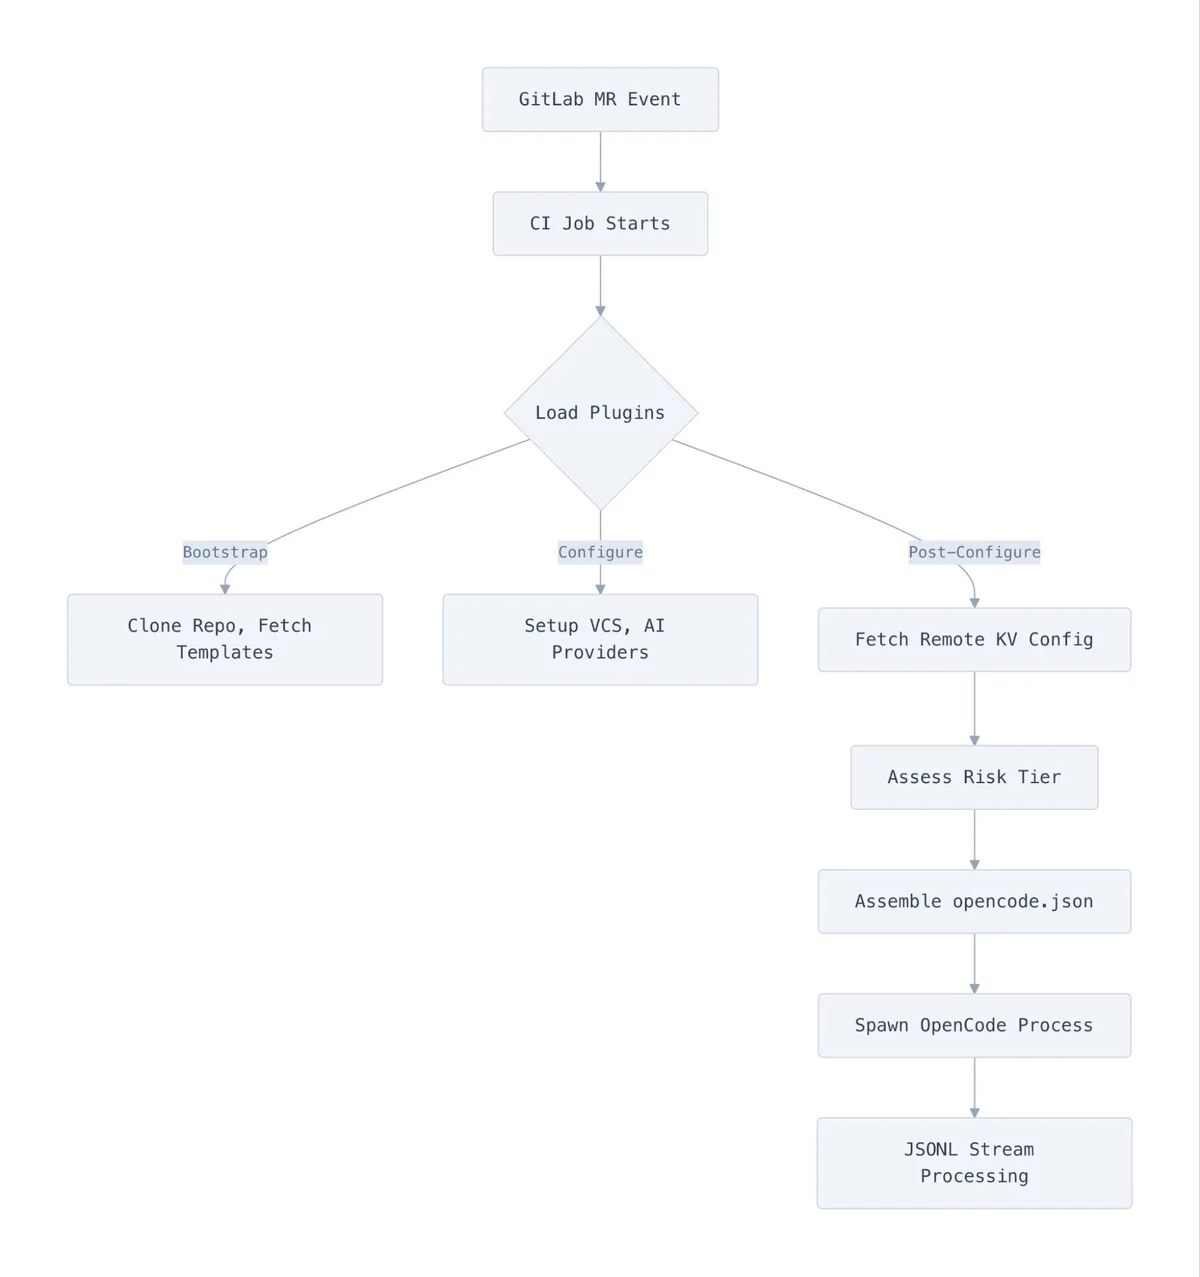 GitLab MR Event
CI Job Starts
Load Plugins
Bootstrap
Configure
Post-Configure
Clone Repo, Fetch
Templates
Setup VCS, AI
Providers
Fetch Remote KV Config
Assess Risk Tier
Assemble opencode.json
Spawn OpenCode Process
JSONL Stream
Processing